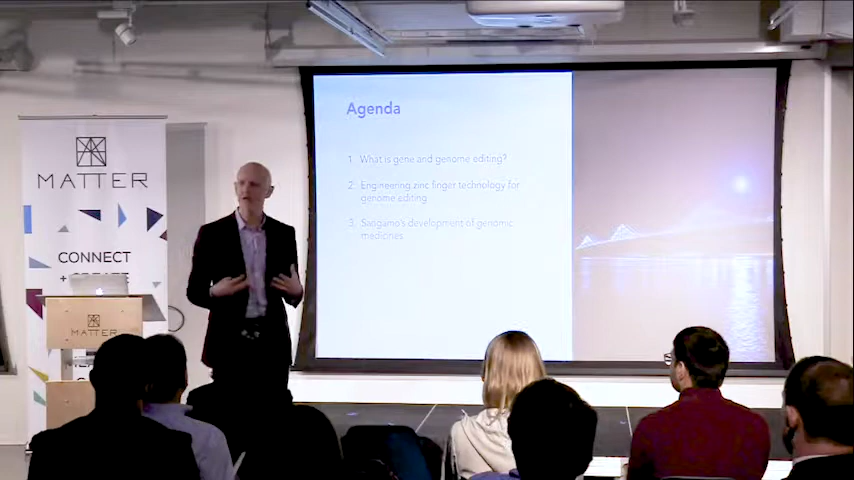 Agenda
1. What is gene and genome editing?
2. Engineering zinc finger technology for
genome editing
3. Sangamo's development of genomic
medicines
MATTER
CONNECT
+ CREATE
MATTER